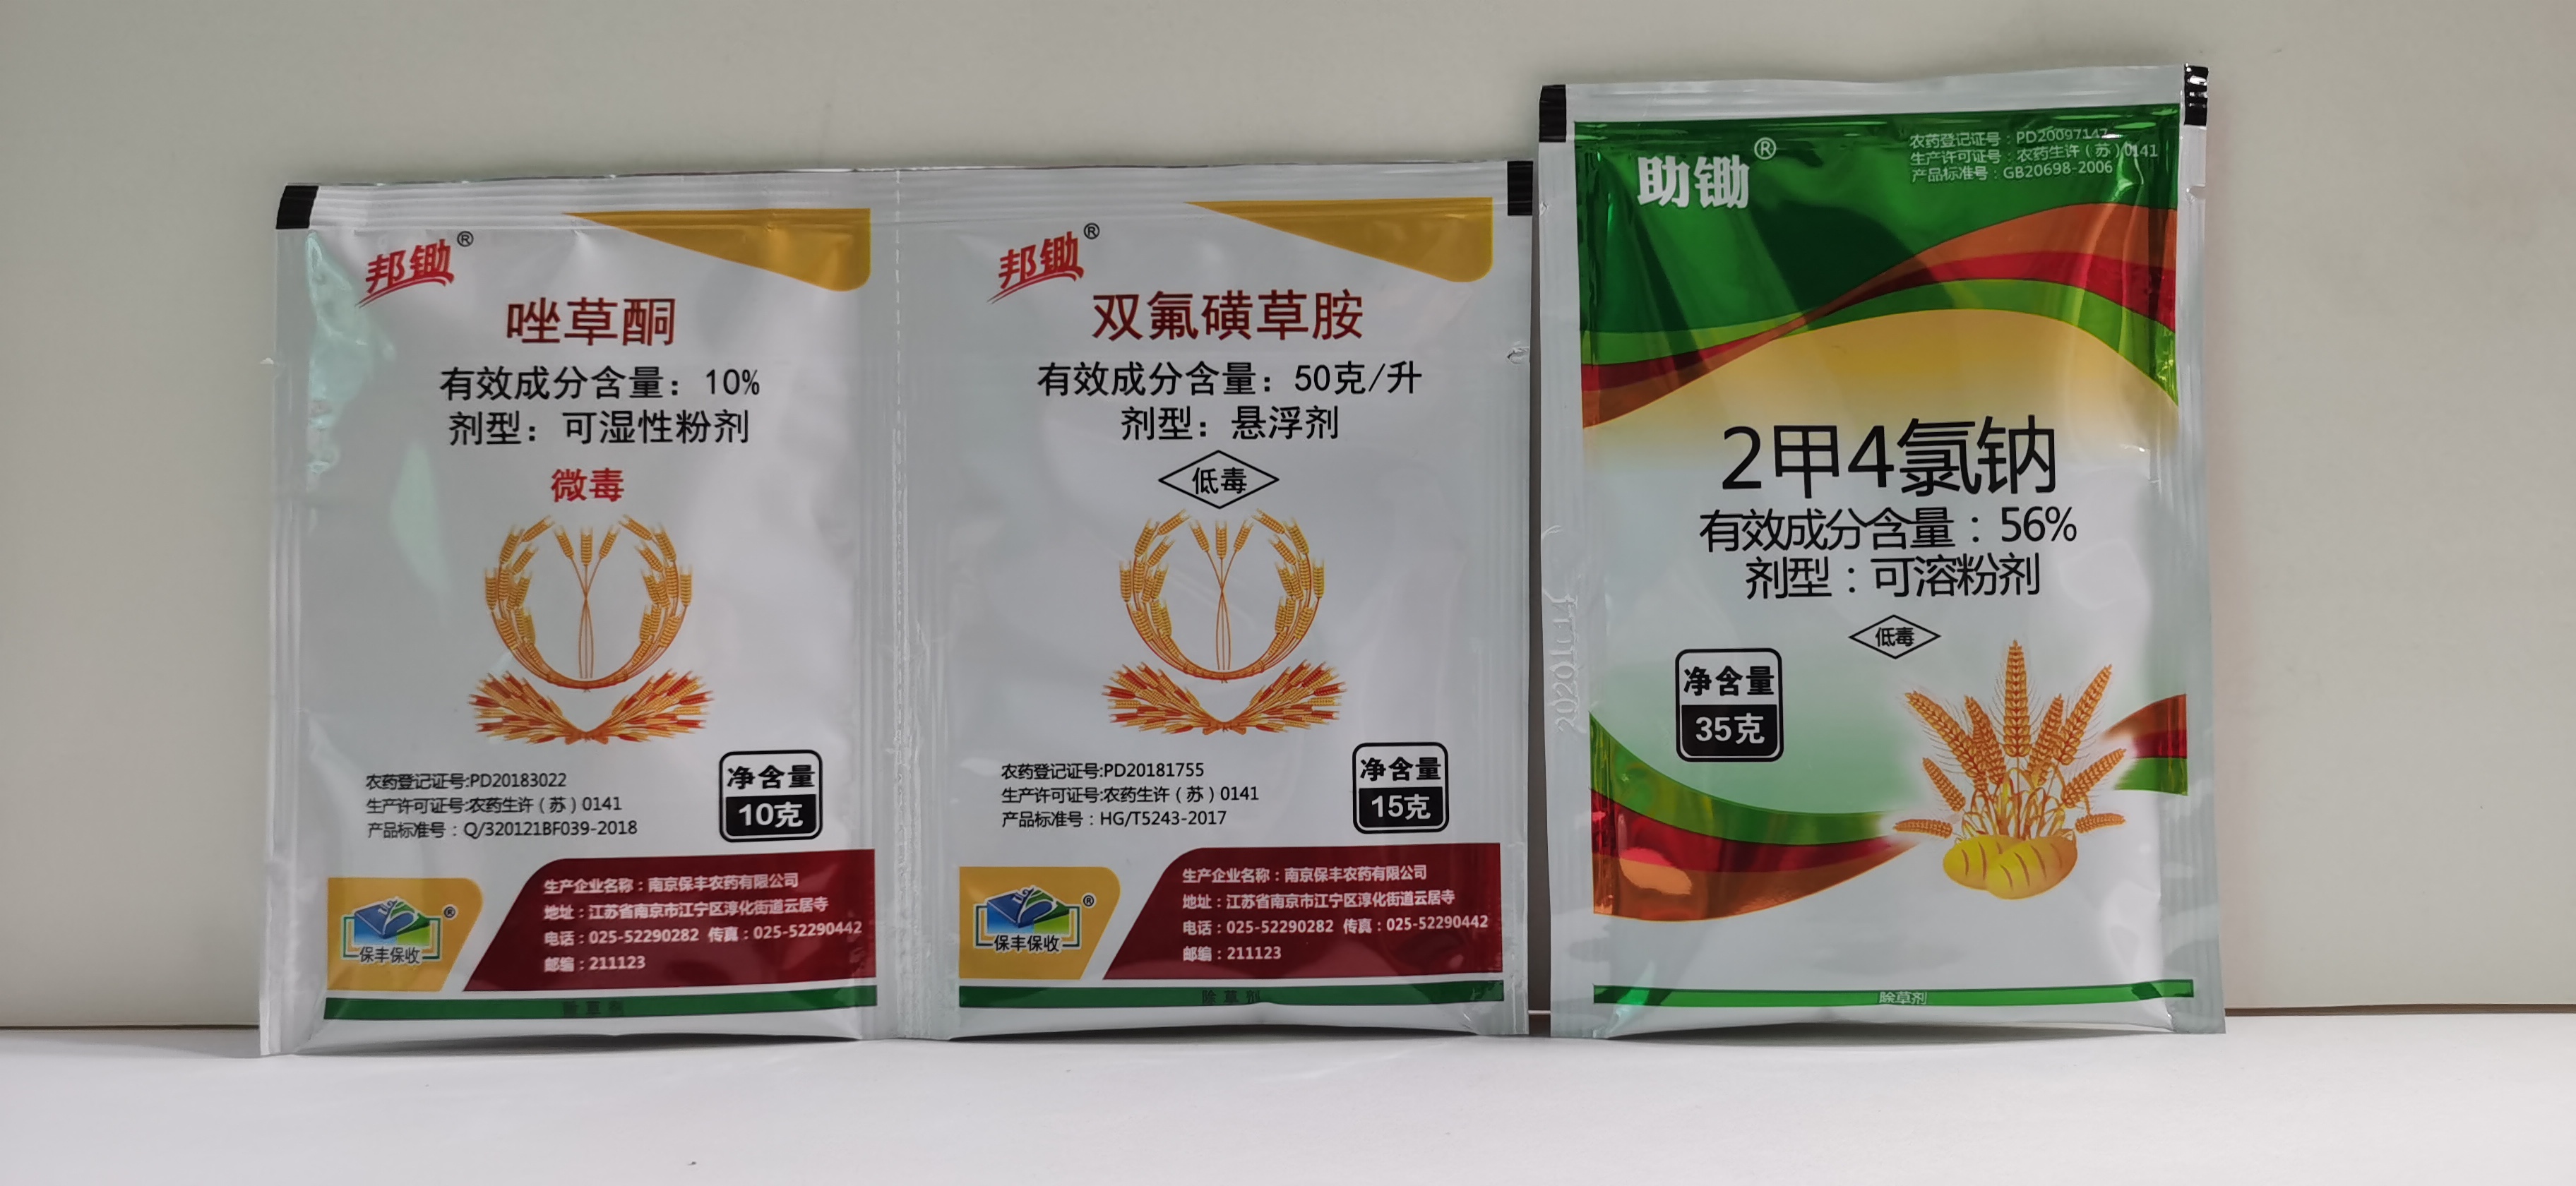 邦锄®
唑草酮
有效成分含量：10%
剂型：可湿性粉剂
微毒
农药登记证号:PD20183022
生产许可证号:农药生许（苏）0141
产品标准号：Q/320121BF039-2018
净含量
10克
保丰保收®
生产企业名称：南京保丰农药有限公司
地址：江苏省南京市江宁区淳化街道云居寺
电话：025-52290282 传真：025-52290442
邮编：211123
除草剂
邦锄®
双氟磺草胺
有效成分含量：50克/升
剂型：悬浮剂
低毒
农药登记证号:PD20181755
生产许可证号:农药生许（苏）0141
产品标准号：HG/T5243-2017
净含量
15克
保丰保收®
生产企业名称：南京保丰农药有限公司
地址：江苏省南京市江宁区淳化街道云居寺
电话：025-52290282 传真：025-52290442
邮编：211123
除草剂
助锄®
农药登记证号：PD20097147
生产许可证号：农药生许（苏）0141
产品标准号：GB20698-2006
2甲4氯钠
有效成分含量：56%
剂型：可溶粉剂
低毒
净含量
35克
除草剂